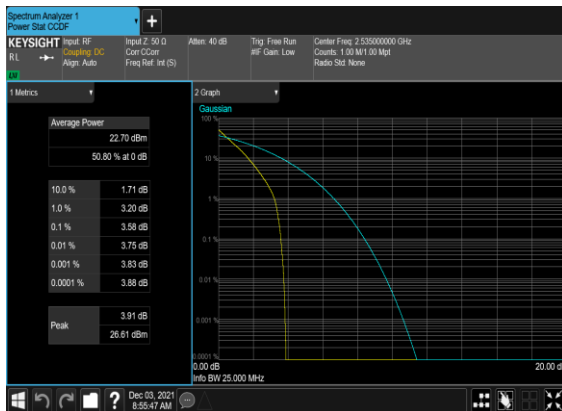 Spectrum Analyzer 1
Power Stat CCDF
+
KEYSIGHT
RL
Input: RF
Coupling: DC
Align: Auto
Input Z: 50 Ω
Corr CCorr
Freq Ref: Int (S)
Atten: 40 dB
Trig: Free Run
#IF Gain: Low
Center Freq: 2.535000000 GHz
Counts: 1.00 M/1.00 Mpt
Radio Std: None
1 Metrics
Average Power
22.70 dBm
50.80 % at 0 dB
10.0 % 1.71 dB
1.0 % 3.20 dB
0.1 % 3.58 dB
0.01 % 3.75 dB
0.001 % 3.83 dB
0.0001 % 3.88 dB
Peak
3.91 dB
26.61 dBm
2 Graph
Gaussian
100 %
10 %
1 %
0.1 %
0.01 %
0.001 %
0.0001 %
0.00 dB
20.00 d
Info BW 25.000 MHz
?
Dec 03, 2021
8:55:47 AM